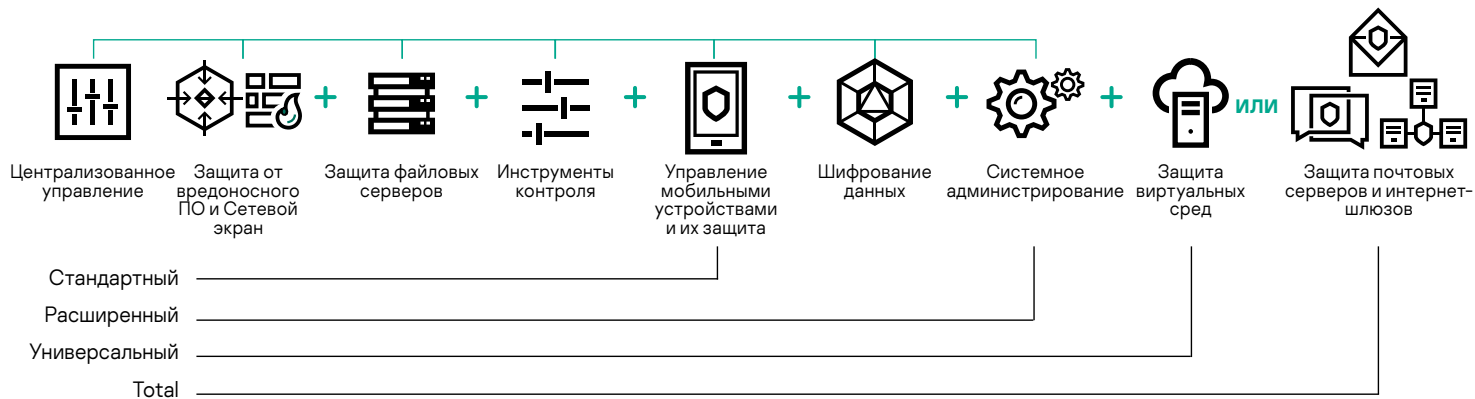 или
Централизованное
управление
Защита от
вредоносного
ПО и Сетевой
экран
Защита файловых
серверов
Инструменты
контроля
Управление
мобильными
устройствами
и их защита
Шифрование
данных
Системное
администрирование
Защита
виртуальных
сред
Защита почтовых
серверов и интернет-
шлюзов
Стандартный
Расширенный
Универсальный
Total